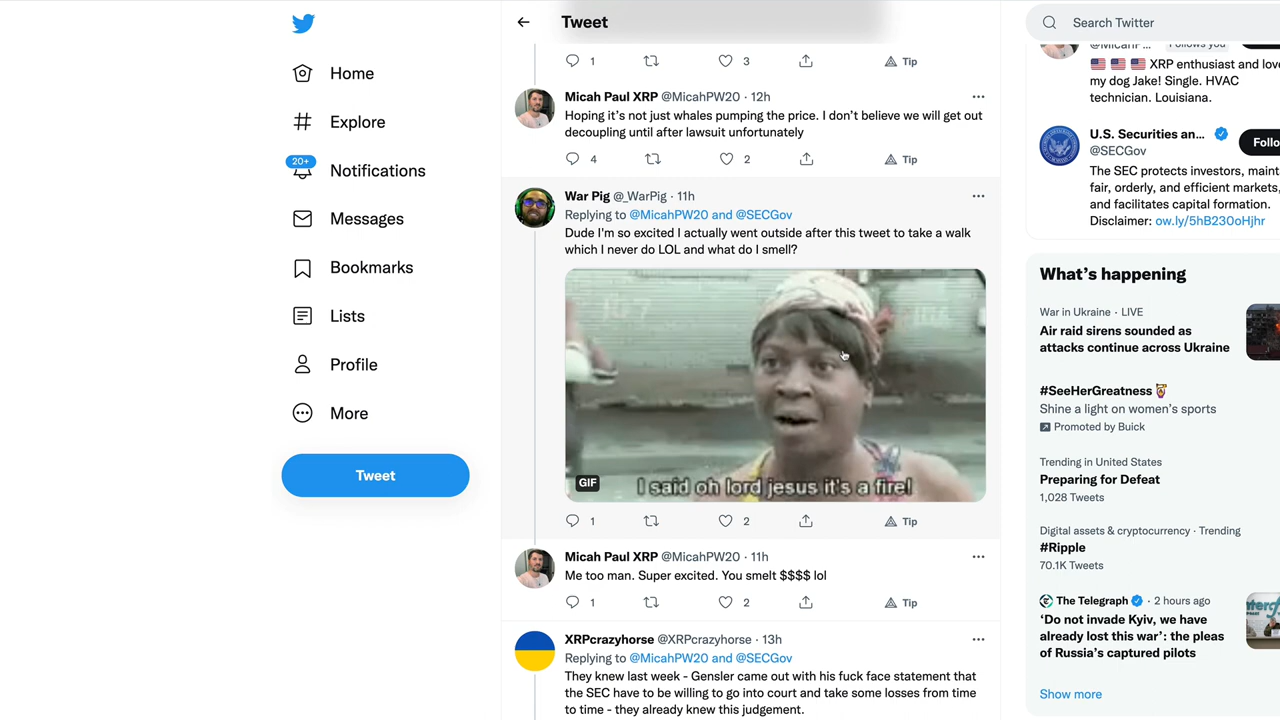 Tweet
Search Twitter
Home
Explore
20+
Notifications
Messages
Bookmarks
Lists
Profile
More
Tweet
1
3
Tip
Micah Paul XRP @MicahPW20 · 12h
Hoping it's not just whales pumping the price. I don't believe we will get out
decoupling until after lawsuit unfortunately
4
2
Tip
War Pig @_WarPig · 11h
Replying to @MicahPW20 and @SECGov
Dude I'm so excited I actually went outside after this tweet to take a walk
which I never do LOL and what do I smell?
GIF
I said oh lord jesus it's a fire!
1
2
Tip
Micah Paul XRP @MicahPW20 · 11h
Me too man. Super excited. You smelt $$$$ lol
1
2
Tip
XRPcrazyhorse @XRPcrazyhorse · 13h
Replying to @MicahPW20 and @SECGov
They knew last week - Gensler came out with his fuck face statement that
the SEC have to be willing to go into court and take some losses from time
to time - they already knew this judgement.
Follows you
XRP enthusiast and love
my dog Jake! Single. HVAC
technician. Louisiana.
U.S. Securities an...
@SECGov
Follo
The SEC protects investors, maint
fair, orderly, and efficient markets,
and facilitates capital formation.
Disclaimer: ow.ly/5hB230oHjhr
What's happening
War in Ukraine · LIVE
Air raid sirens sounded as
attacks continue across Ukraine
#SeeHerGreatness
Shine a light on women's sports
Promoted by Buick
Trending in United States
Preparing for Defeat
1,028 Tweets
Digital assets & cryptocurrency · Trending
#Ripple
70.1K Tweets
The Telegraph · 2 hours ago
'Do not invade Kyiv, we have
already lost this war': the pleas
of Russia's captured pilots
Show more